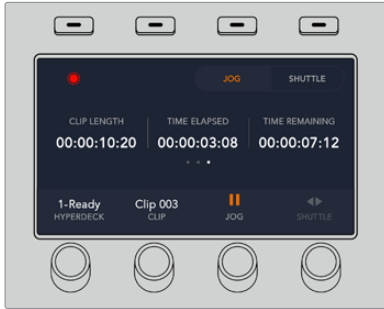 JOG SHUTTLE
CLIP LENGTH TIME ELAPSED TIME REMAINING
00:00:10:20 00:00:03:08 00:00:07:12
1-Ready Clip 003
HYPERDECK CLIP JOG SHUTTLE